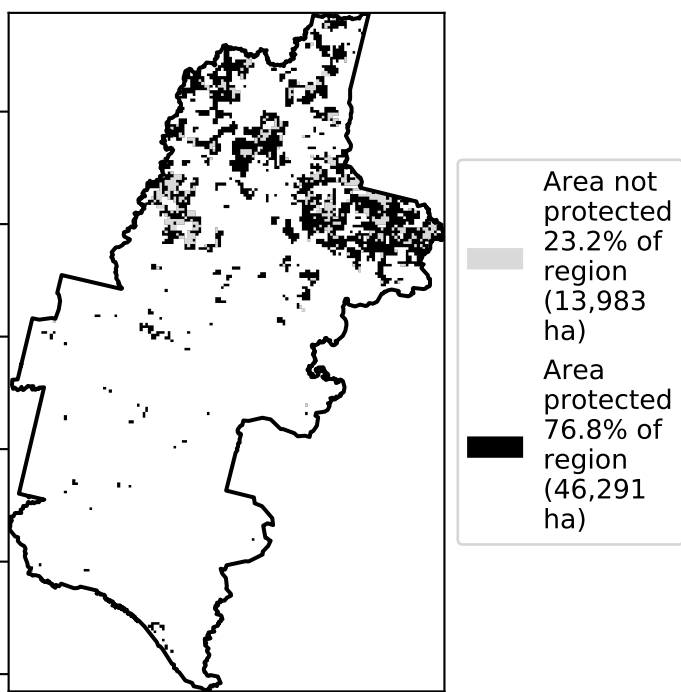 Area not
protected
23.2% of
region
(13,983
ha)
Area
protected
76.8% of
region
(46,291
ha)